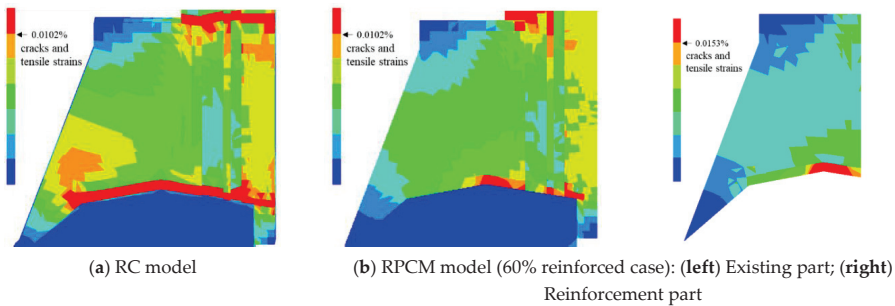 0.0102%
cracks and
tensile strains
0.0102%
cracks and
tensile strains
0.0153%
cracks and
tensile strains
(a) RC model
(b) RPCM model (60% reinforced case): (left) Existing part; (right)
Reinforcement part